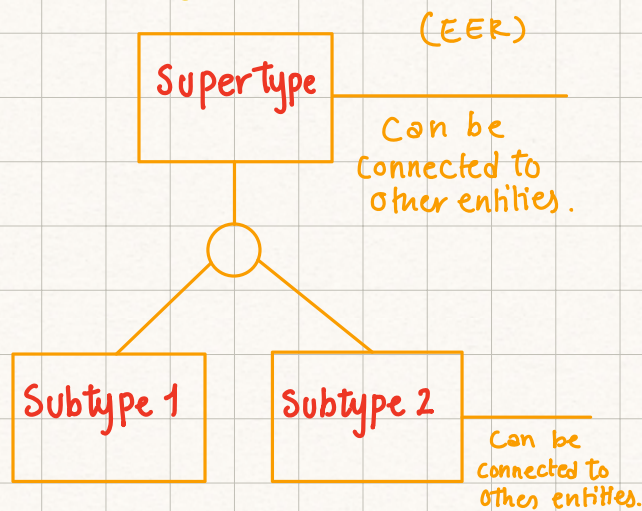 (EER)
Supertype
Can be
connected to
other entities.
Subtype 1
Subtype 2
Can be
connected to
other entities.